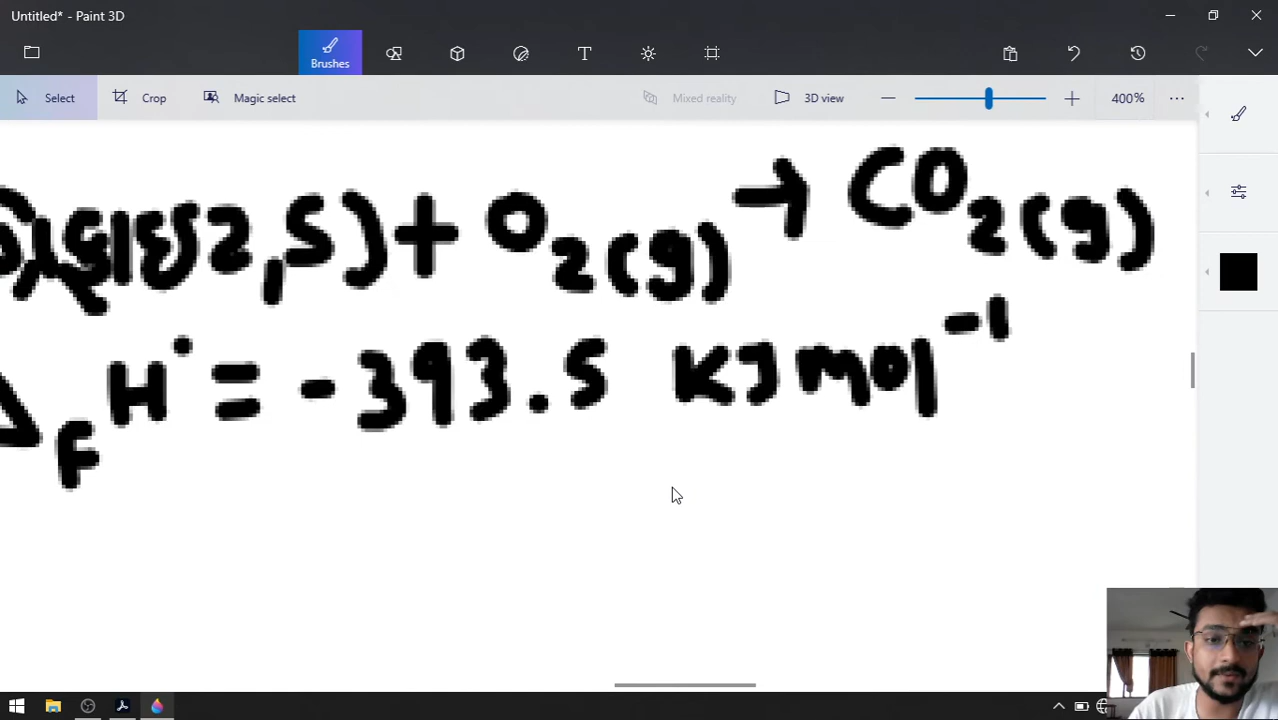 Untitled* - Paint 3D
Brushes
Select Crop Magic select Mixed reality 3D view 400%
,S) + O2(g) → CO2(g)
ΔFH° = -393.5 KJ mol-1